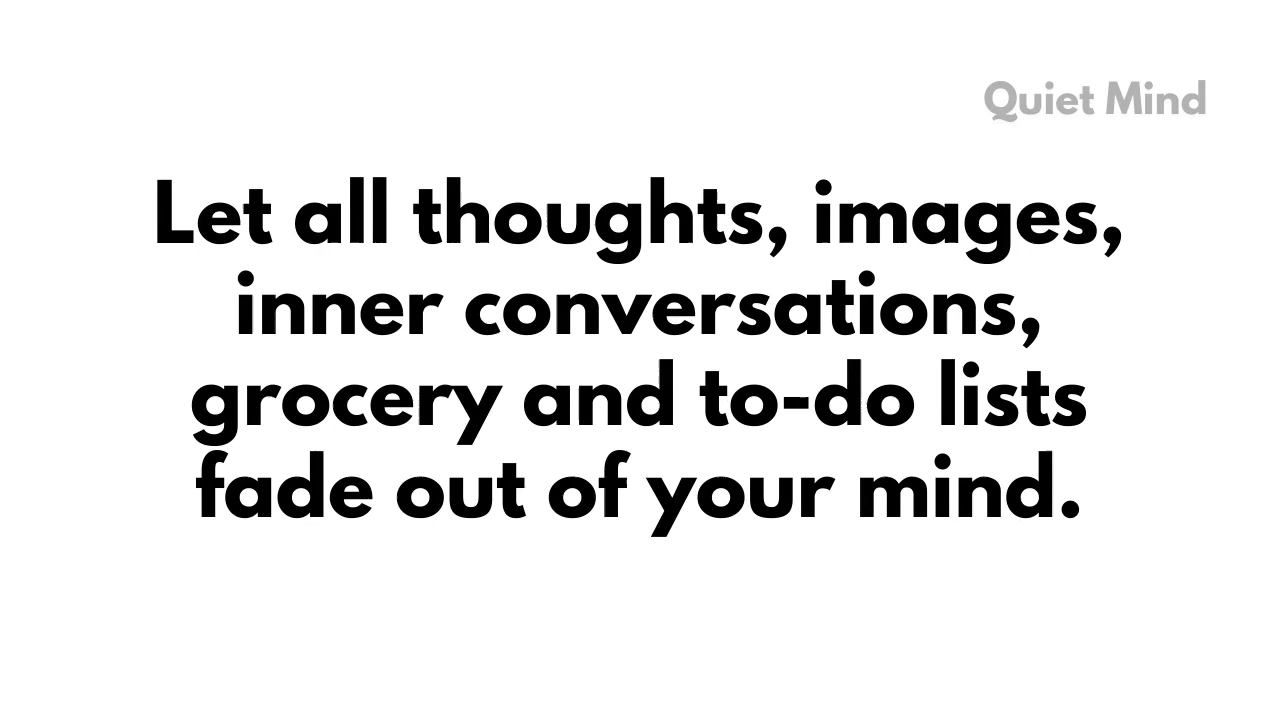 Quiet Mind
Let all thoughts, images,
inner conversations,
grocery and to-do lists
fade out of your mind.